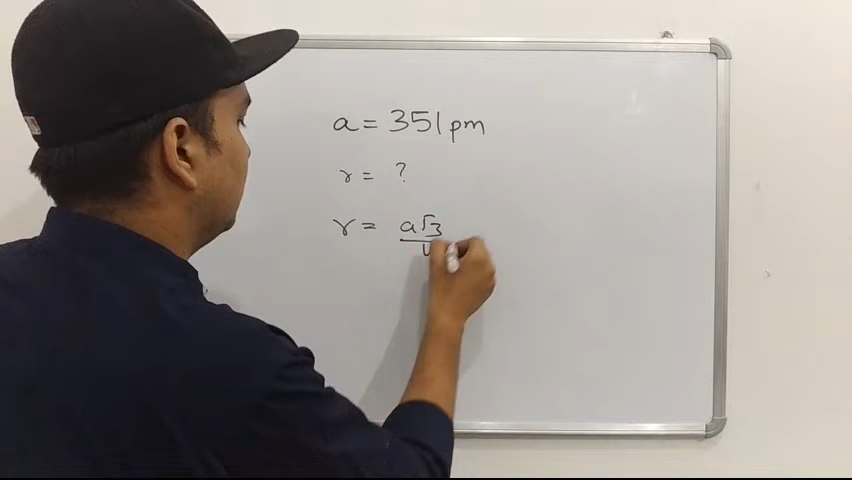 a = 351 pm
r = ?
r = a√3